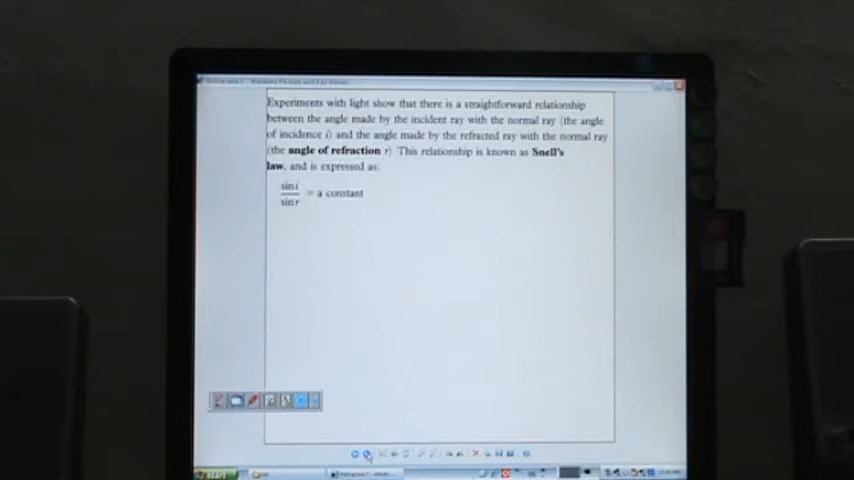 Experiments with light show that there is a straightforward relationship
between the angle made by the incident ray with the normal ray (the angle
of incidence i) and the angle made by the refracted ray with the normal ray
(the angle of refraction r) This relationship is known as Snell's
law, and is expressed as:
sin i
= a constant
sin r
START